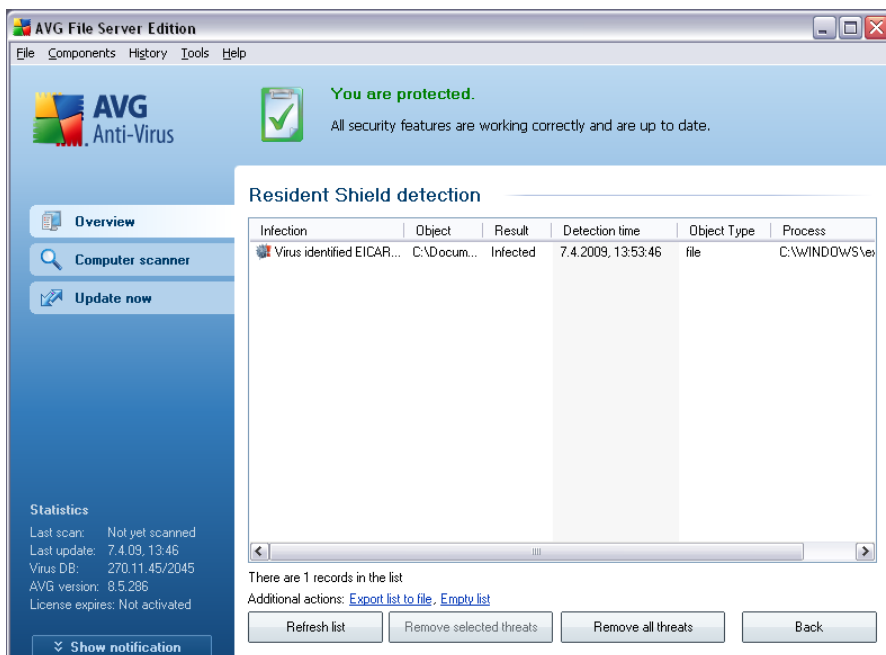 AVG File Server Edition
File Components History Tools Help
AVG
Anti-Virus
You are protected.
All security features are working correctly and are up to date.
Overview
Computer scanner
Update now
Resident Shield detection
Infection Object Result Detection time Object Type Process
Virus identified EICAR... C:\Docum... Infected 7.4.2009, 13:53:46 file C:\WINDOWS\ex
Statistics
Last scan: Not yet scanned
Last update: 7.4.09, 13:46
Virus DB: 270.11.45/2045
AVG version: 8.5.286
License expires: Not activated
Show notification
There are 1 records in the list
Additional actions: Export list to file, Empty list
Refresh list Remove selected threats Remove all threats Back